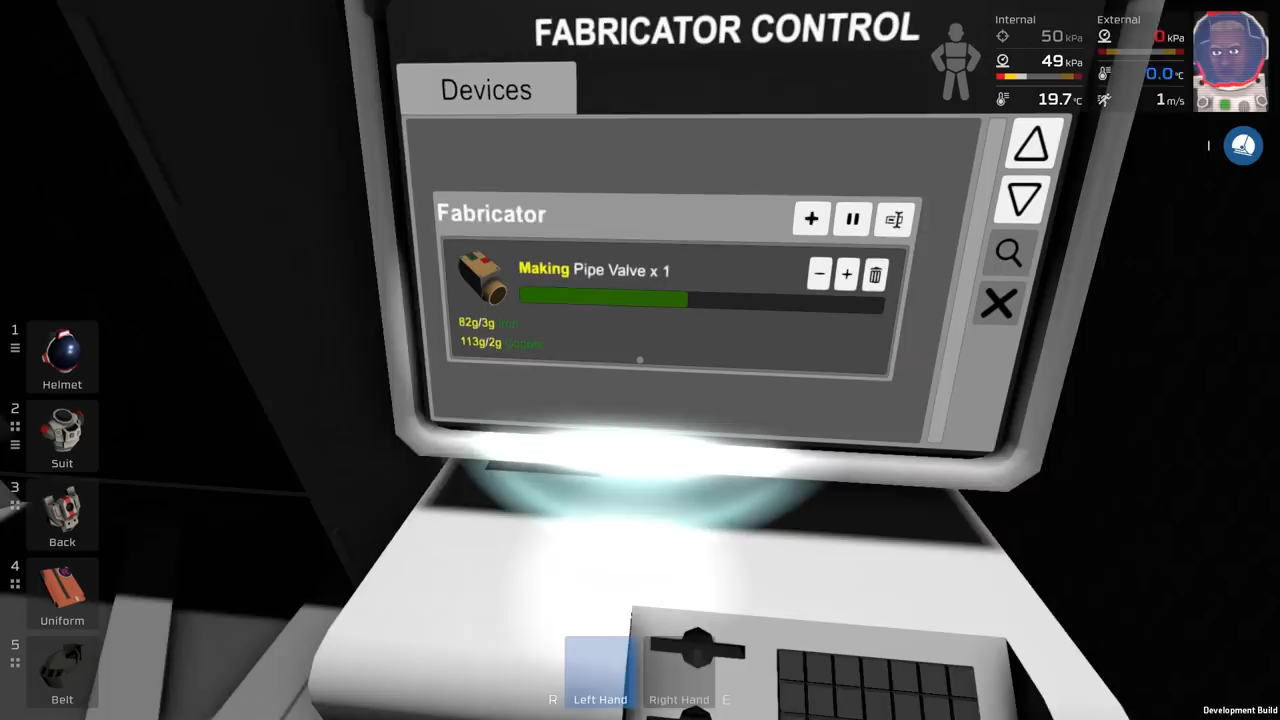 FABRICATOR CONTROL
Devices
Internal
External
50 kPa
0 kPa
49 kPa
0.0 °C
19.7 °C
1 m/s
I
Fabricator
Making Pipe Valve x 1
82g/3g Iron
113g/2g Copper
1
Helmet
2
Suit
3
Back
4
Uniform
5
Belt
R
Left Hand
Right Hand
E
Development Build